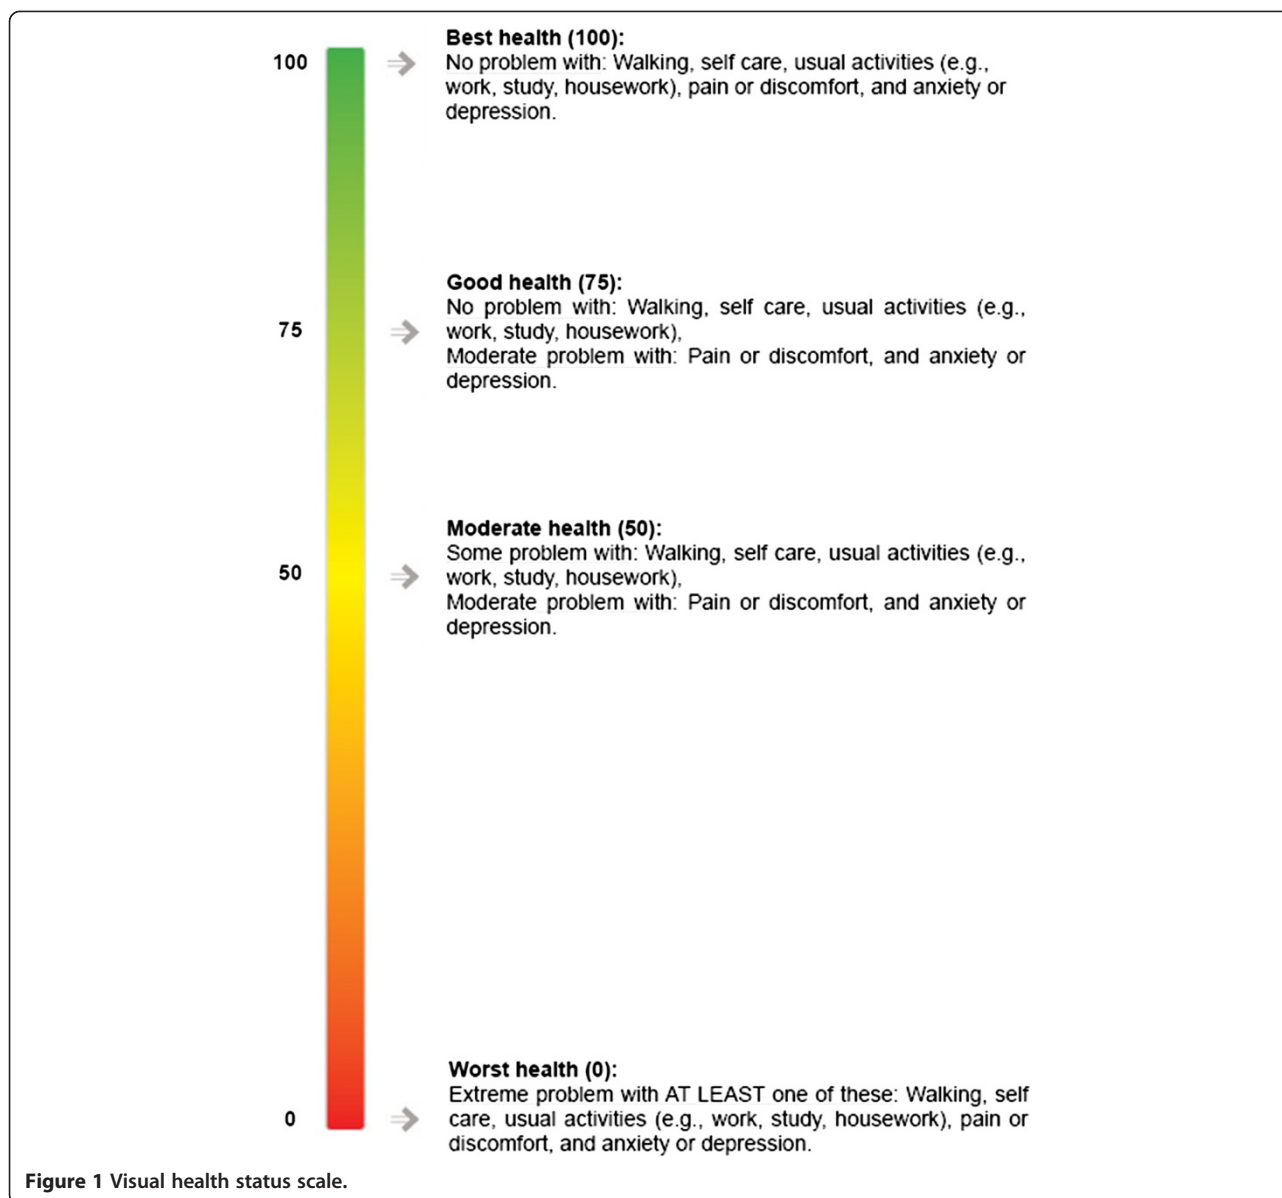 Best health (100):
100
No problem with: Walking, self care, usual activities (e.g.,
work, study, housework), pain or discomfort, and anxiety or
depression.
Good health (75):
No problem with: Walking, self care, usual activities (e.g.,
75
work, study, housework),
Moderate problem with: Pain or discomfort, and anxiety or
depression.
Moderate health (50):
Some problem with: Walking, self care, usual activities (e.g.,
50
work, study, housework),
Moderate problem with: Pain or discomfort, and anxiety or
depression.
Worst health (0):
Extreme problem with AT LEAST one of these: Walking, self
0
care, usual activities (e.g., work, study, housework), pain or
discomfort, and anxiety or depression.
Figure 1 Visual health status scale.